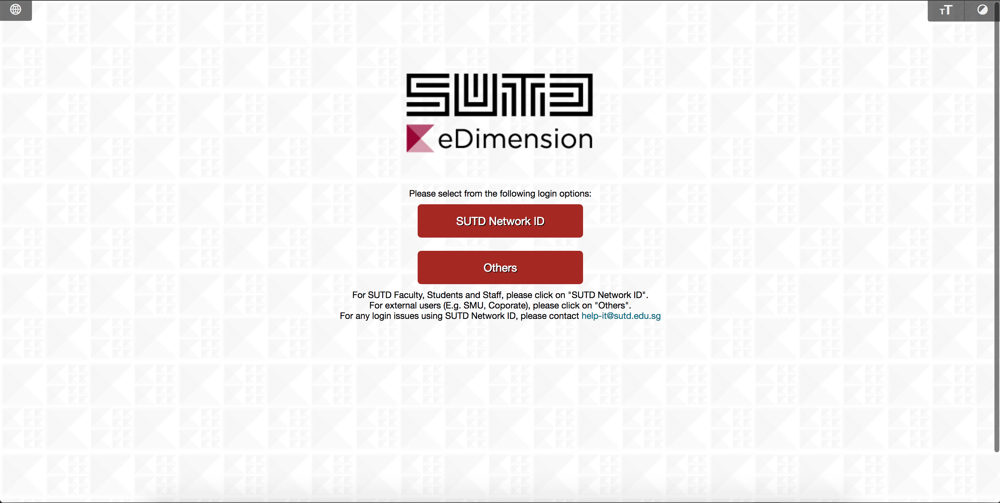 TT
SUTD
eDimension
Please select from the following login options:
SUTD Network ID
Others
For SUTD Faculty, Students and Staff, please click on "SUTD Network ID".
For external users (E.g. SMU, Coporate), please click on "Others".
For any login issues using SUTD Network ID, please contact help-it@sutd.edu.sg